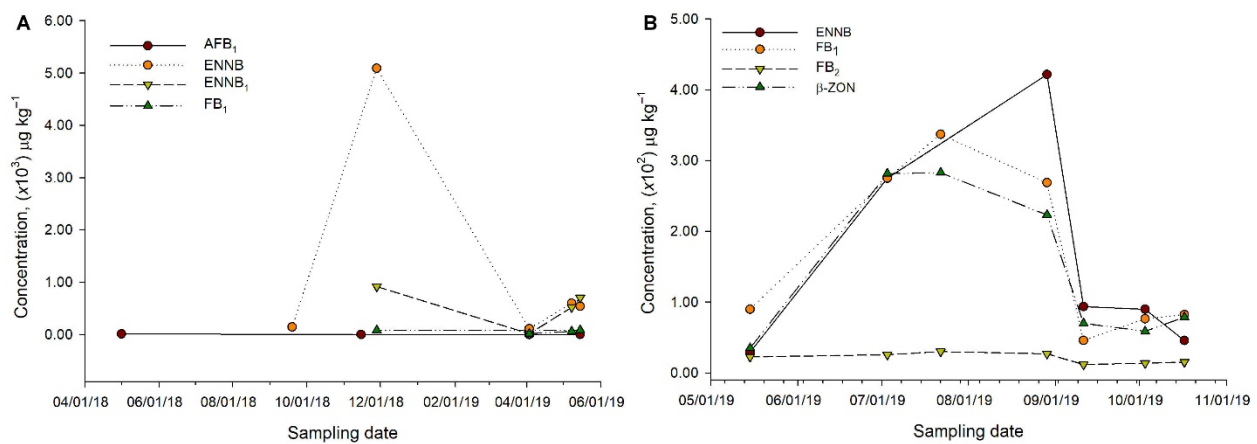 A
AFB₁
ENNB
ENNB₁
FB₁
Concentration, (x10³) µg kg⁻¹
6.00
5.00
4.00
3.00
2.00
1.00
0.00
04/01/18 06/01/18 08/01/18 10/01/18 12/01/18 02/01/19 04/01/19 06/01/19
Sampling date
B
ENNB
FB₁
FB₂
β-ZON
Concentration, (x10²) µg kg⁻¹
5.00
4.00
3.00
2.00
1.00
0.00
05/01/19 06/01/19 07/01/19 08/01/19 09/01/19 10/01/19 11/01/19
Sampling date